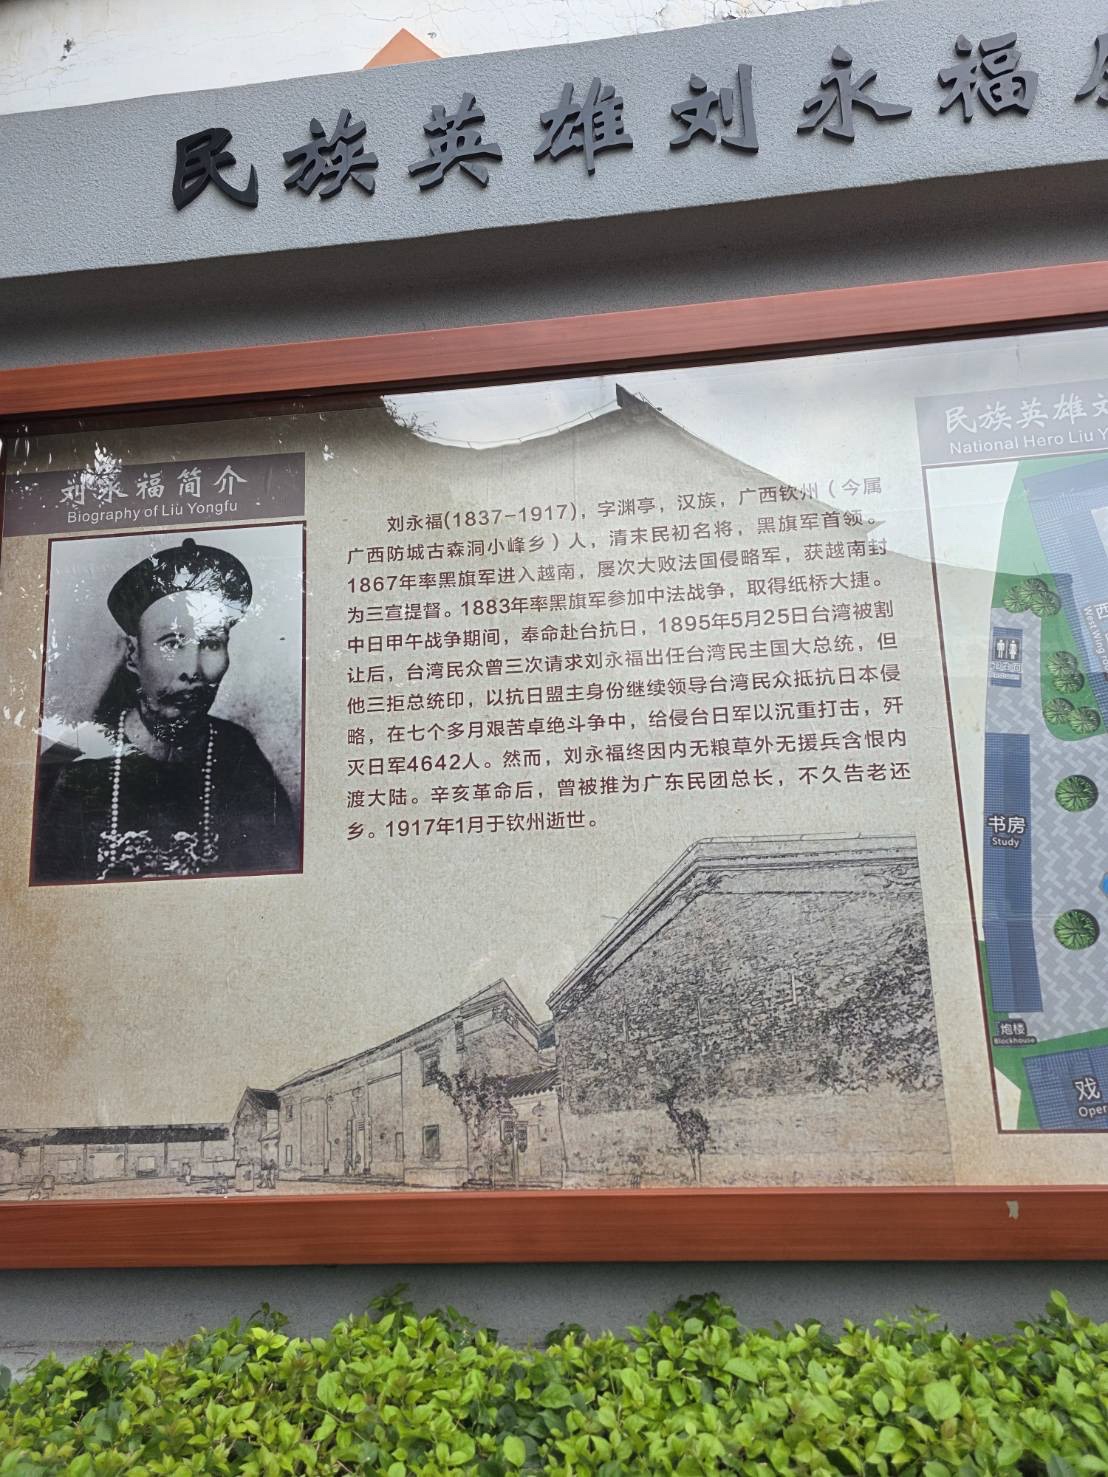 民族英雄刘永福
刘永福简介
Biography of Liu Yongfu
刘永福(1837-1917)，字渊亭，汉族，广西钦州（今属
广西防城古森洞小峰乡）人，清末民初名将，黑旗军首领。
1867年率黑旗军进入越南，屡次大败法国侵略军，获越南封
为三宣提督。1883年率黑旗军参加中法战争，取得纸桥大捷。
中日甲午战争期间，奉命赴台抗日，1895年5月25日台湾被割
让后，台湾民众曾三次请求刘永福出任台湾民主国大总统，但
他三拒总统印，以抗日盟主身份继续领导台湾民众抵抗日本侵
略，在七个多月艰苦卓绝斗争中，给侵台日军以沉重打击，歼
灭日军4642人。然而，刘永福终因内无粮草外无援兵含恨内
渡大陆。辛亥革命后，曾被推为广东民团总长，不久告老还
乡。1917年1月于钦州逝世。
民族英雄刘
National Hero Liu Y
西
West Wing
卫生间
书房
Study
炮楼
Blockhouse
戏
Oper